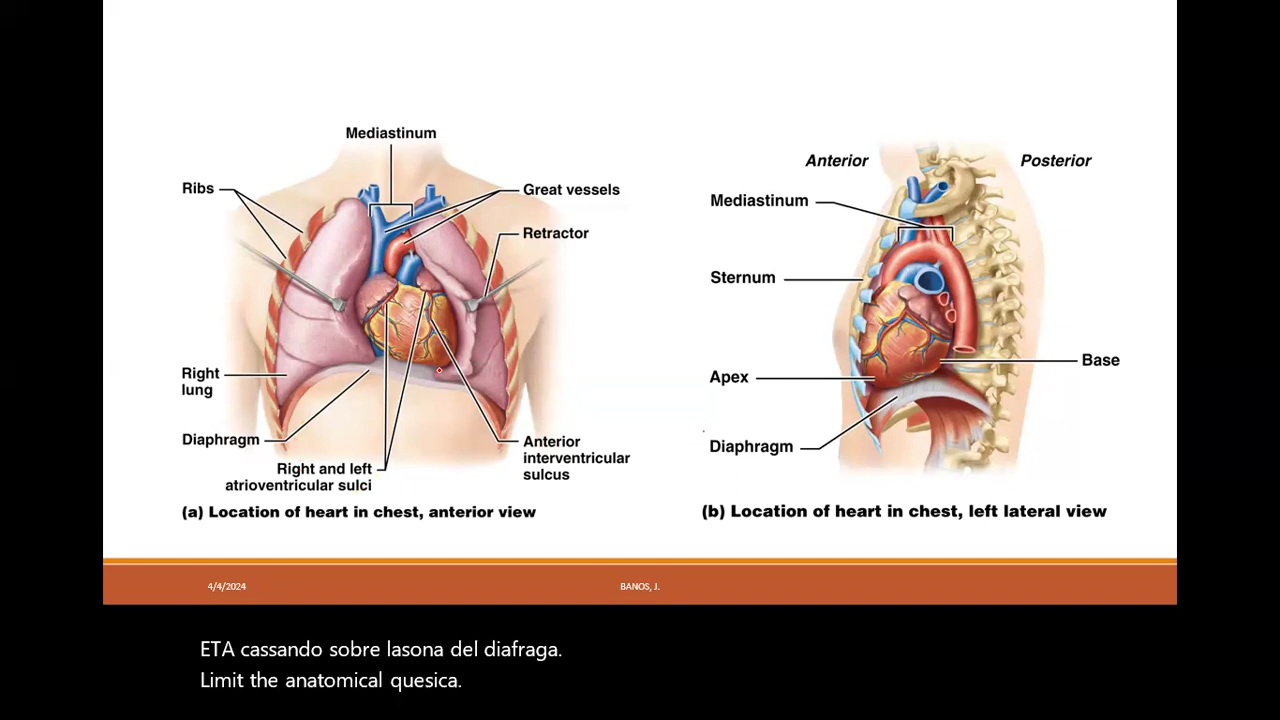 Mediastinum
Ribs
Great vessels
Retractor
Right
lung
Diaphragm
Right and left
atrioventricular sulci
Anterior
interventricular
sulcus
(a) Location of heart in chest, anterior view
Anterior
Posterior
Mediastinum
Sternum
Apex
Base
Diaphragm
(b) Location of heart in chest, left lateral view
4/4/2024
BANOS, J.
ETA cassando sobre lasona del diafraga.
Limit the anatomical quesica.